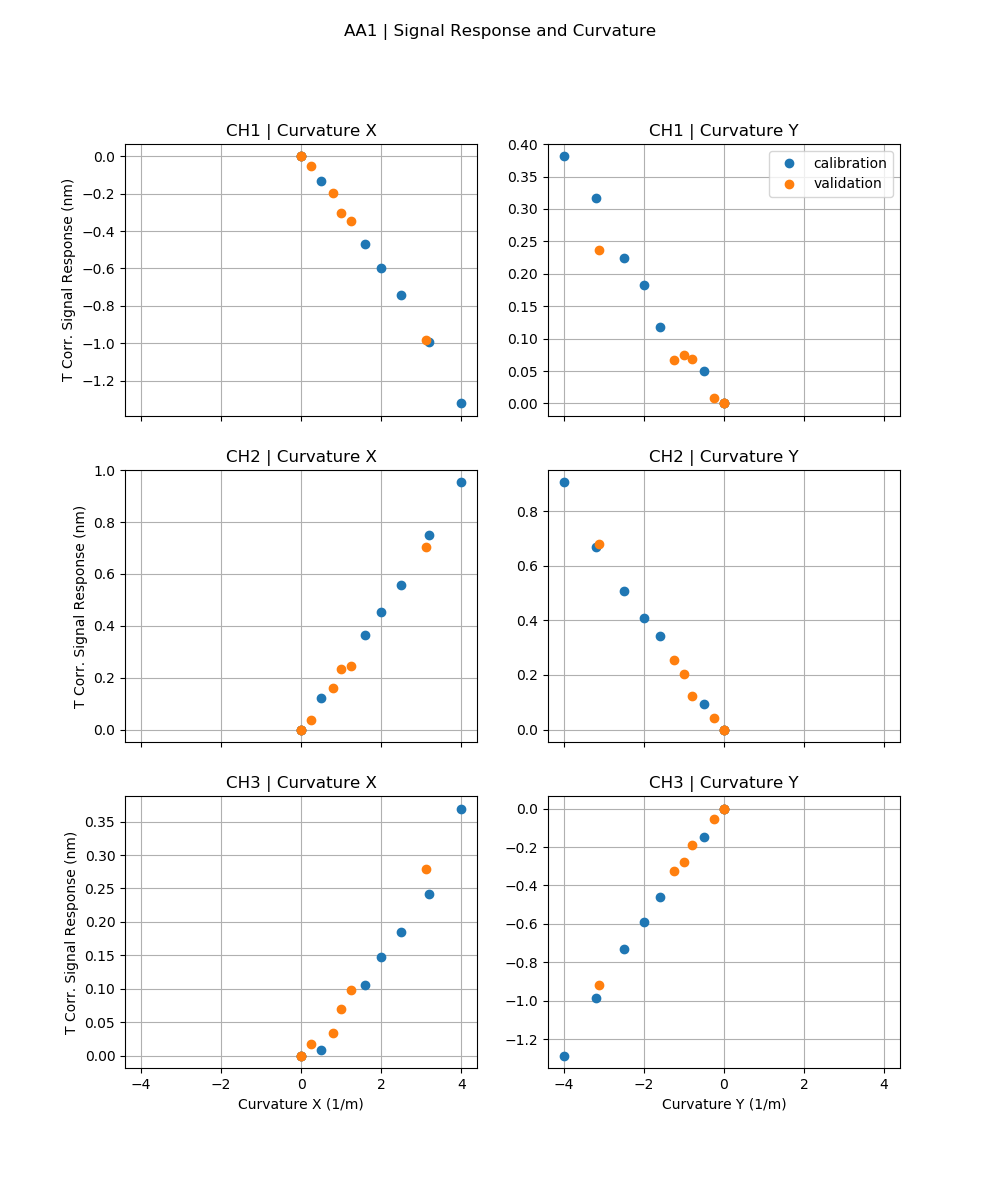 AA1 | Signal Response and Curvature
CH1 | Curvature X
CH1 | Curvature Y
T Corr. Signal Response (nm)
0.0
−0.2
−0.4
−0.6
−0.8
−1.0
−1.2
0.40
0.35
0.30
0.25
0.20
0.15
0.10
0.05
0.00
calibration
validation
CH2 | Curvature X
CH2 | Curvature Y
T Corr. Signal Response (nm)
1.0
0.8
0.6
0.4
0.2
0.0
0.8
0.6
0.4
0.2
0.0
CH3 | Curvature X
CH3 | Curvature Y
T Corr. Signal Response (nm)
0.35
0.30
0.25
0.20
0.15
0.10
0.05
0.00
0.0
−0.2
−0.4
−0.6
−0.8
−1.0
−1.2
−4 −2 0 2 4
−4 −2 0 2 4
Curvature X (1/m)
Curvature Y (1/m)